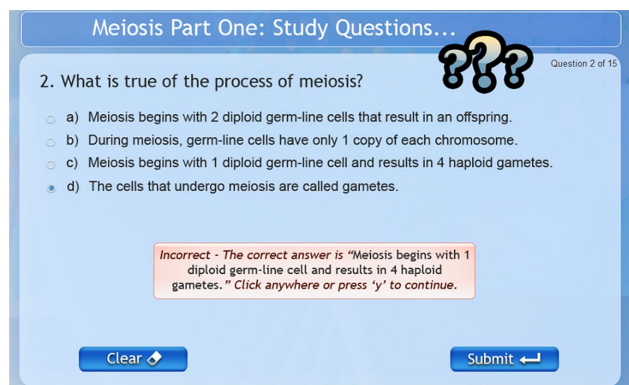 Meiosis Part One: Study Questions...
???
Question 2 of 15
2. What is true of the process of meiosis?
a) Meiosis begins with 2 diploid germ-line cells that result in an offspring.
b) During meiosis, germ-line cells have only 1 copy of each chromosome.
c) Meiosis begins with 1 diploid germ-line cell and results in 4 haploid gametes.
d) The cells that undergo meiosis are called gametes.
Incorrect - The correct answer is “Meiosis begins with 1
diploid germ-line cell and results in 4 haploid
gametes.” Click anywhere or press ‘y’ to continue.
Clear
Submit